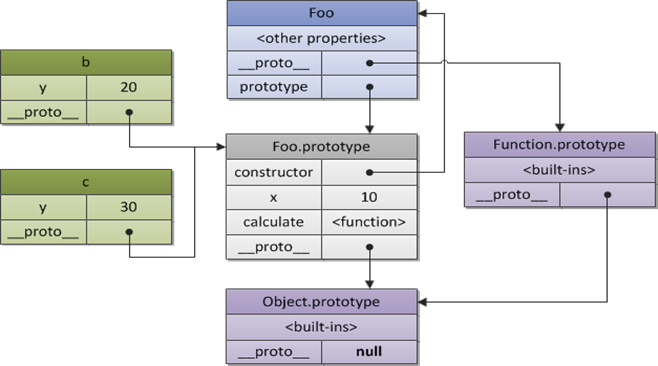 Foo
<other properties>
__proto__
prototype
b
y 20
__proto__
c
y 30
__proto__
Foo.prototype
constructor
x 10
calculate <function>
__proto__
Function.prototype
<built-ins>
__proto__
Object.prototype
<built-ins>
__proto__ null